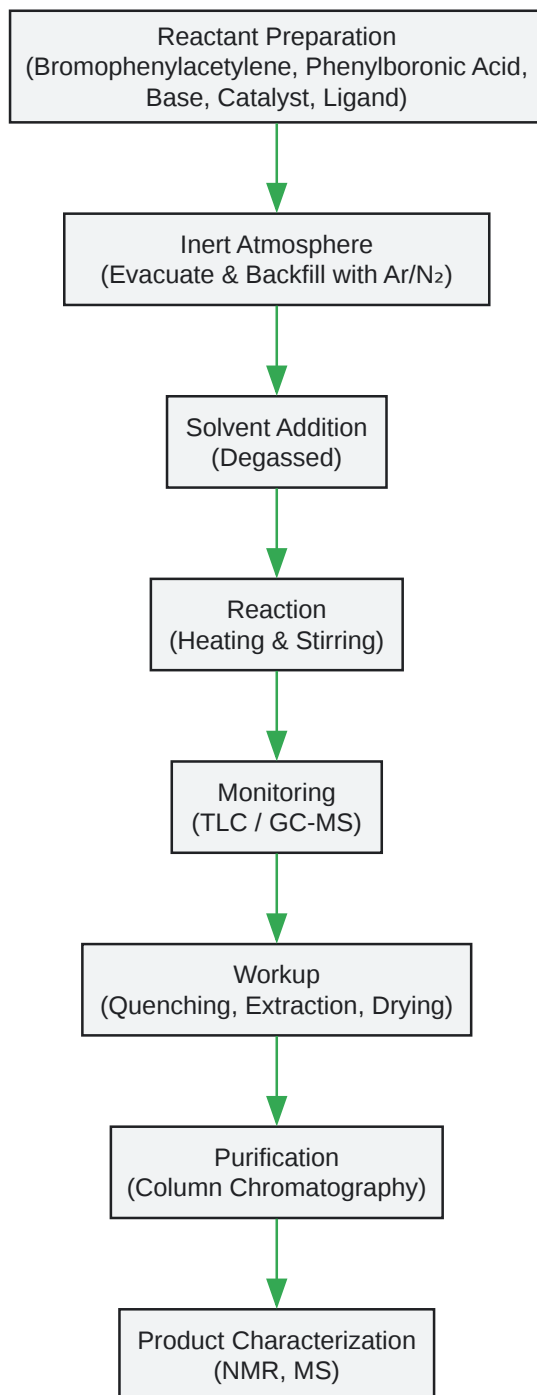 Reactant Preparation
(Bromophenylacetylene, Phenylboronic Acid,
Base, Catalyst, Ligand)
Inert Atmosphere
(Evacuate & Backfill with Ar/N₂)
Solvent Addition
(Degassed)
Reaction
(Heating & Stirring)
Monitoring
(TLC / GC-MS)
Workup
(Quenching, Extraction, Drying)
Purification
(Column Chromatography)
Product Characterization
(NMR, MS)